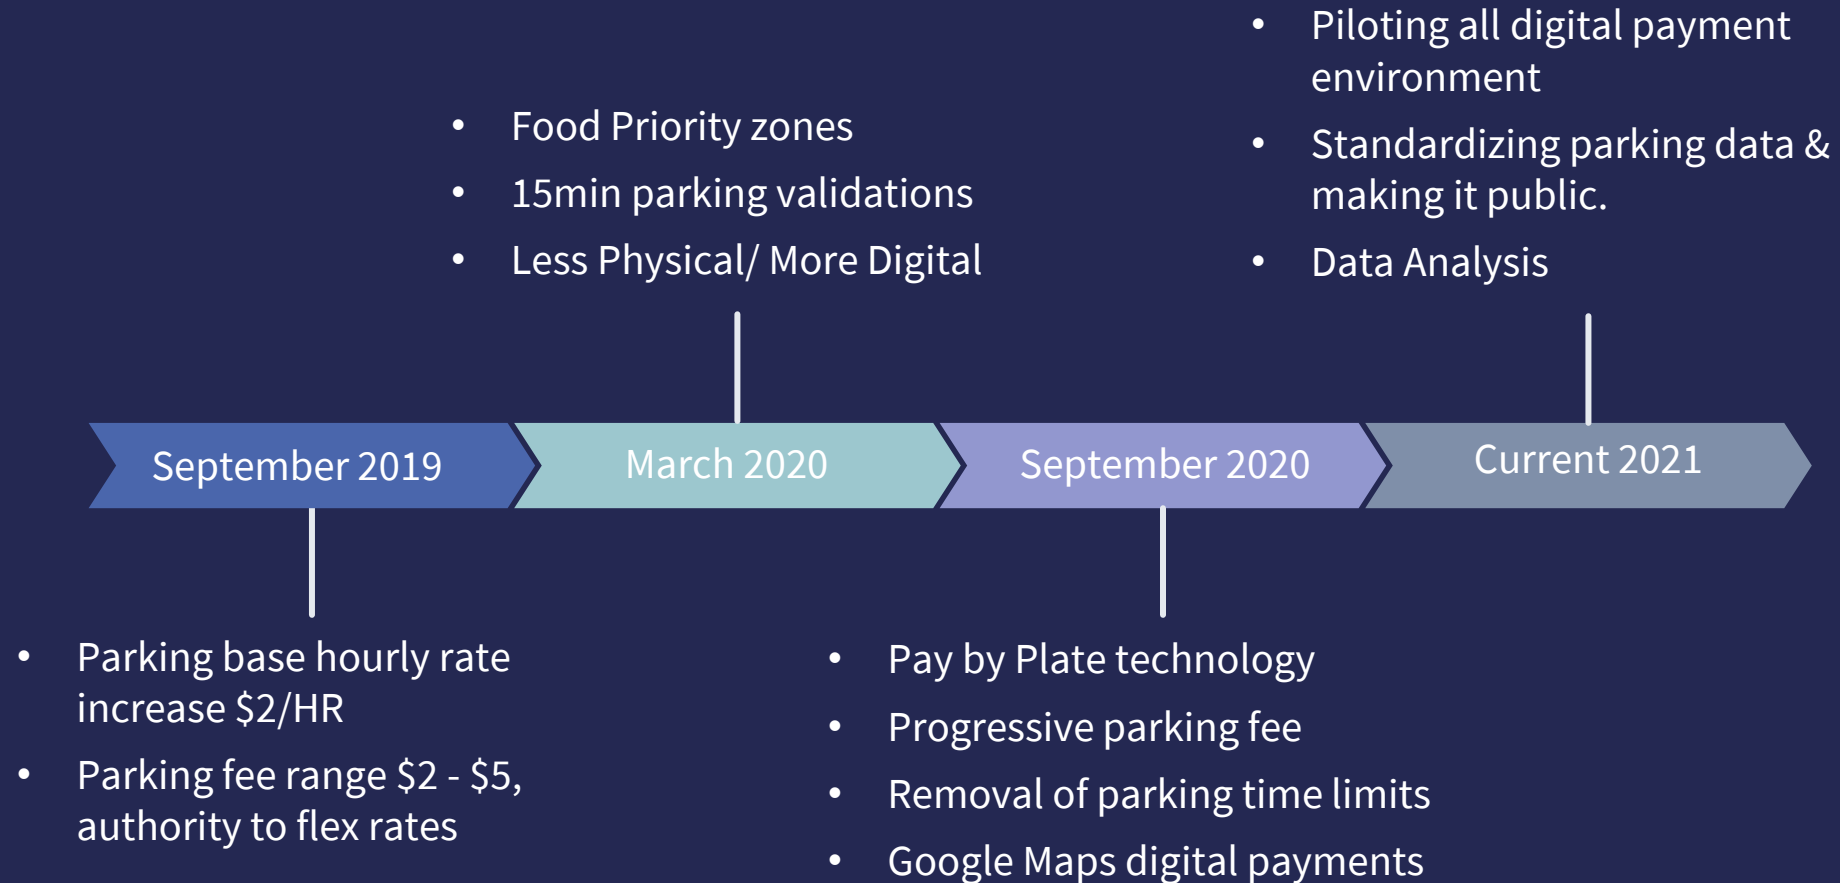 • Piloting all digital payment
environment
• Standardizing parking data &
making it public.
• Data Analysis
• Food Priority zones
• 15min parking validations
• Less Physical/ More Digital
September 2019
March 2020
September 2020
Current 2021
• Parking base hourly rate
increase $2/HR
• Parking fee range $2 - $5,
authority to flex rates
• Pay by Plate technology
• Progressive parking fee
• Removal of parking time limits
• Google Maps digital payments